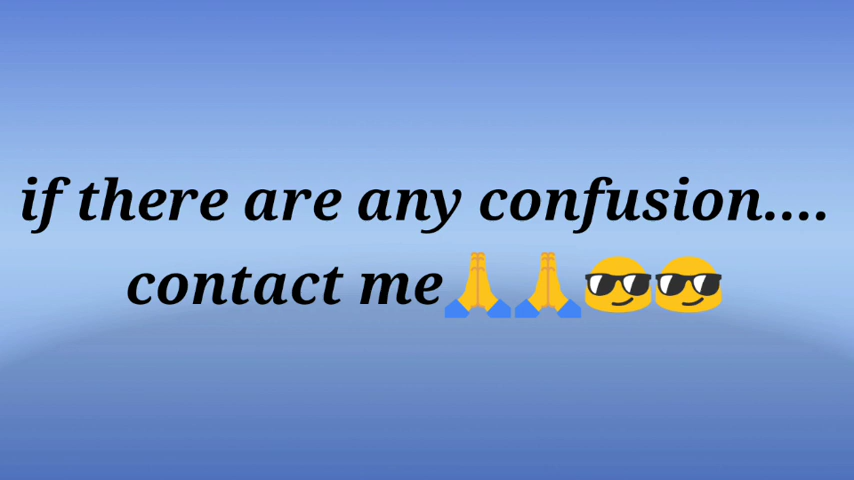 if there are any confusion....
contact me🙏🙏😎😎